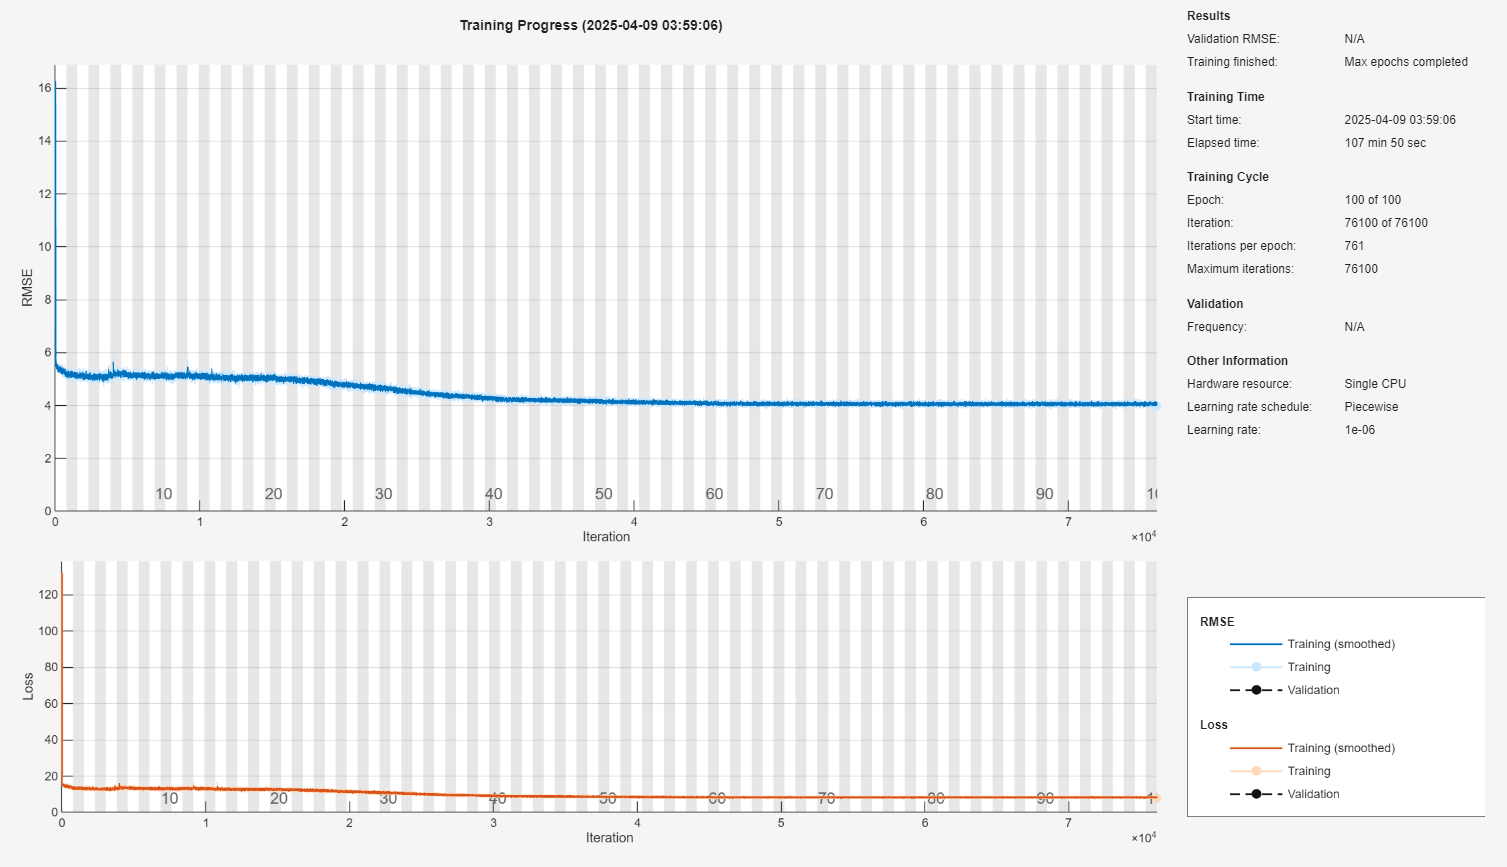 Training Progress (2025-04-09 03:59:06)
16
14
12
10
8
6
4
2
0
RMSE
10 20 30 40 50 60 70 80 90
0 1 2 3 4 5 6 7
Iteration
×10⁴
120
100
80
60
40
20
0
Loss
10 20 30 40 50 60 70 80 90
0 1 2 3 4 5 6 7
Iteration
×10⁴
Results
Validation RMSE: N/A
Training finished: Max epochs completed
Training Time
Start time: 2025-04-09 03:59:06
Elapsed time: 107 min 50 sec
Training Cycle
Epoch: 100 of 100
Iteration: 76100 of 76100
Iterations per epoch: 761
Maximum iterations: 76100
Validation
Frequency: N/A
Other Information
Hardware resource: Single CPU
Learning rate schedule: Piecewise
Learning rate: 1e-06
RMSE
Training (smoothed)
Training
Validation
Loss
Training (smoothed)
Training
Validation